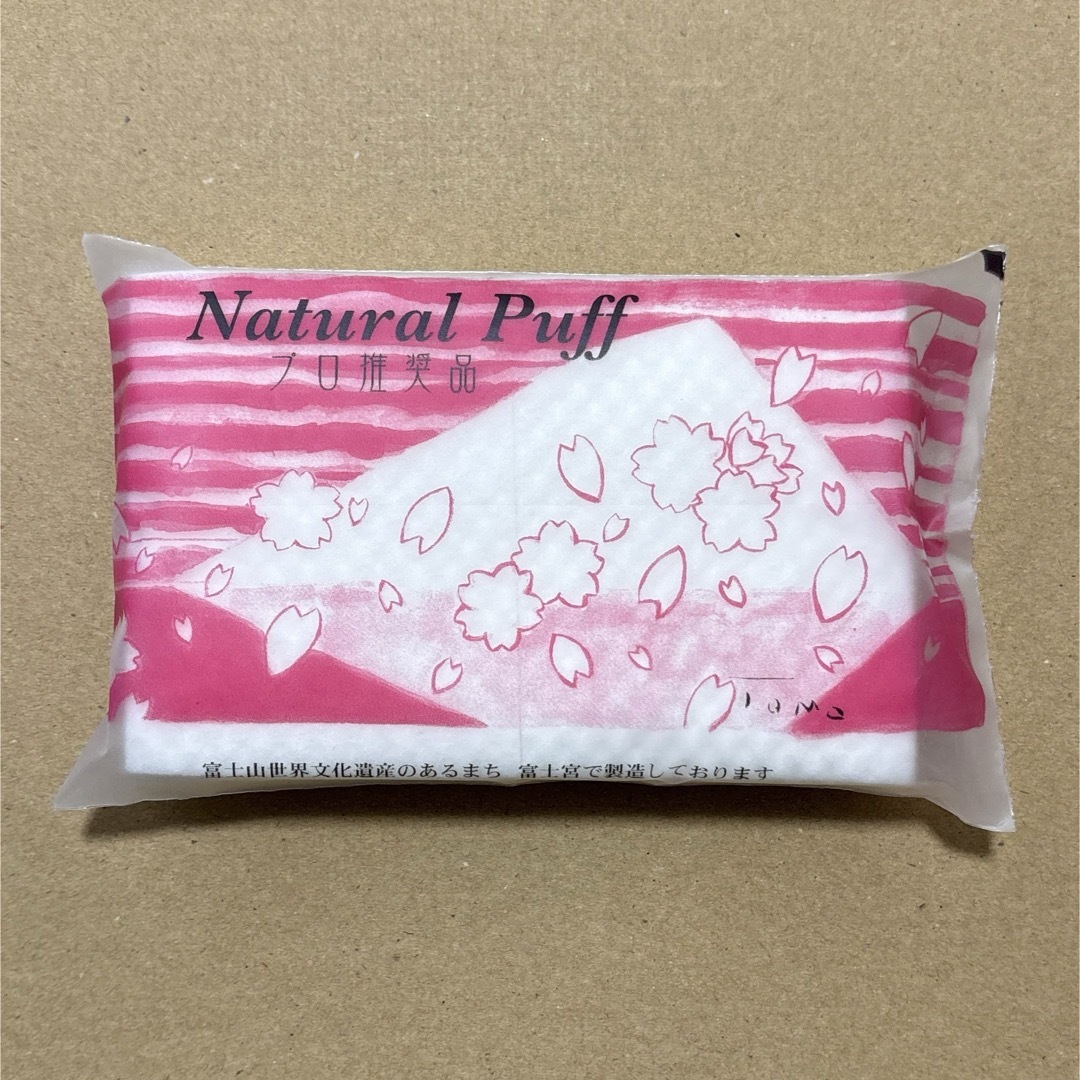 Natural Puff
プロ推奨品
Tomo
富士山世界文化遺産のあるまち 富士宮で製造しております